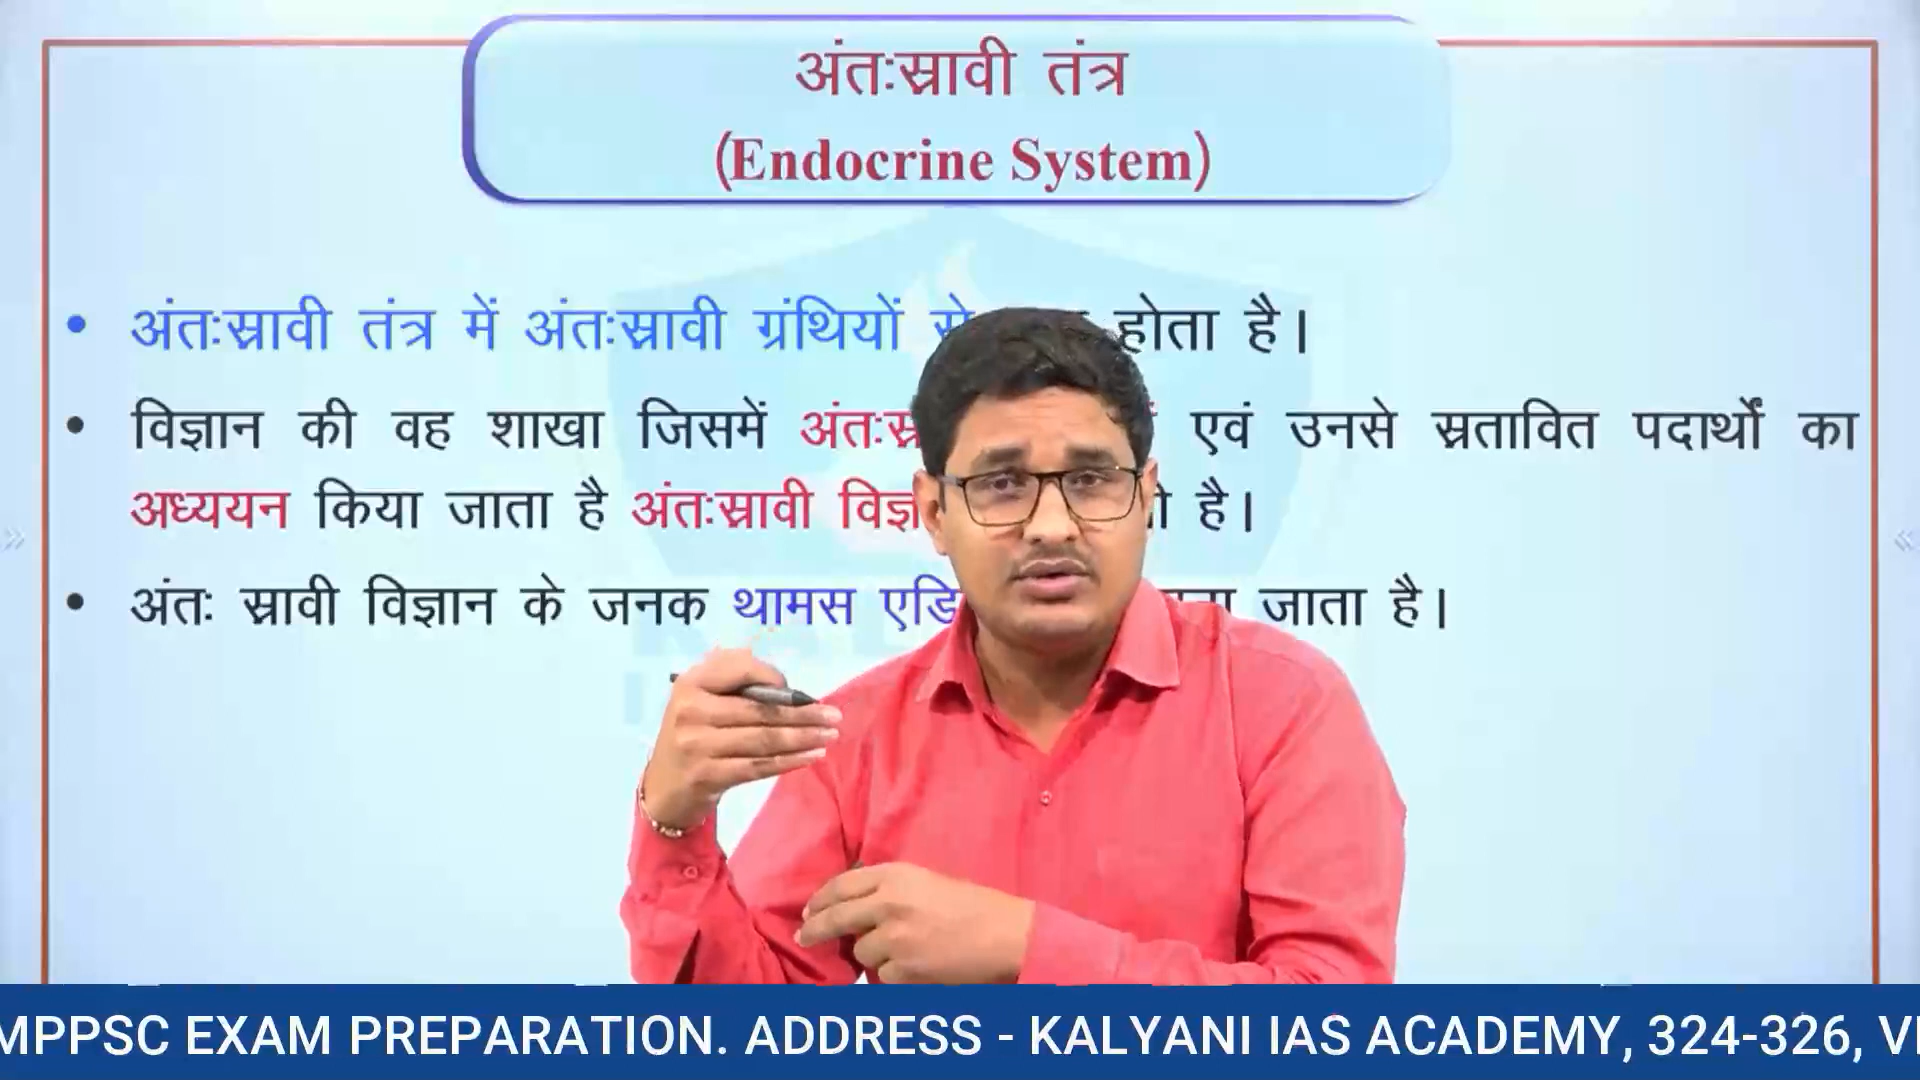 अंतःस्रावी तंत्र
(Endocrine System)
• अंतःस्रावी तंत्र में अंतःस्रावी ग्रंथियों से होता है।
• विज्ञान की वह शाखा जिसमें एवं उनसे स्रतावित पदार्थों का
अध्ययन किया जाता है अंतःस्रावी है।
• अंतः स्रावी विज्ञान के जनक थामस जाता है।
MPPSC EXAM PREPARATION. ADDRESS - KALYANI IAS ACADEMY, 324-326,